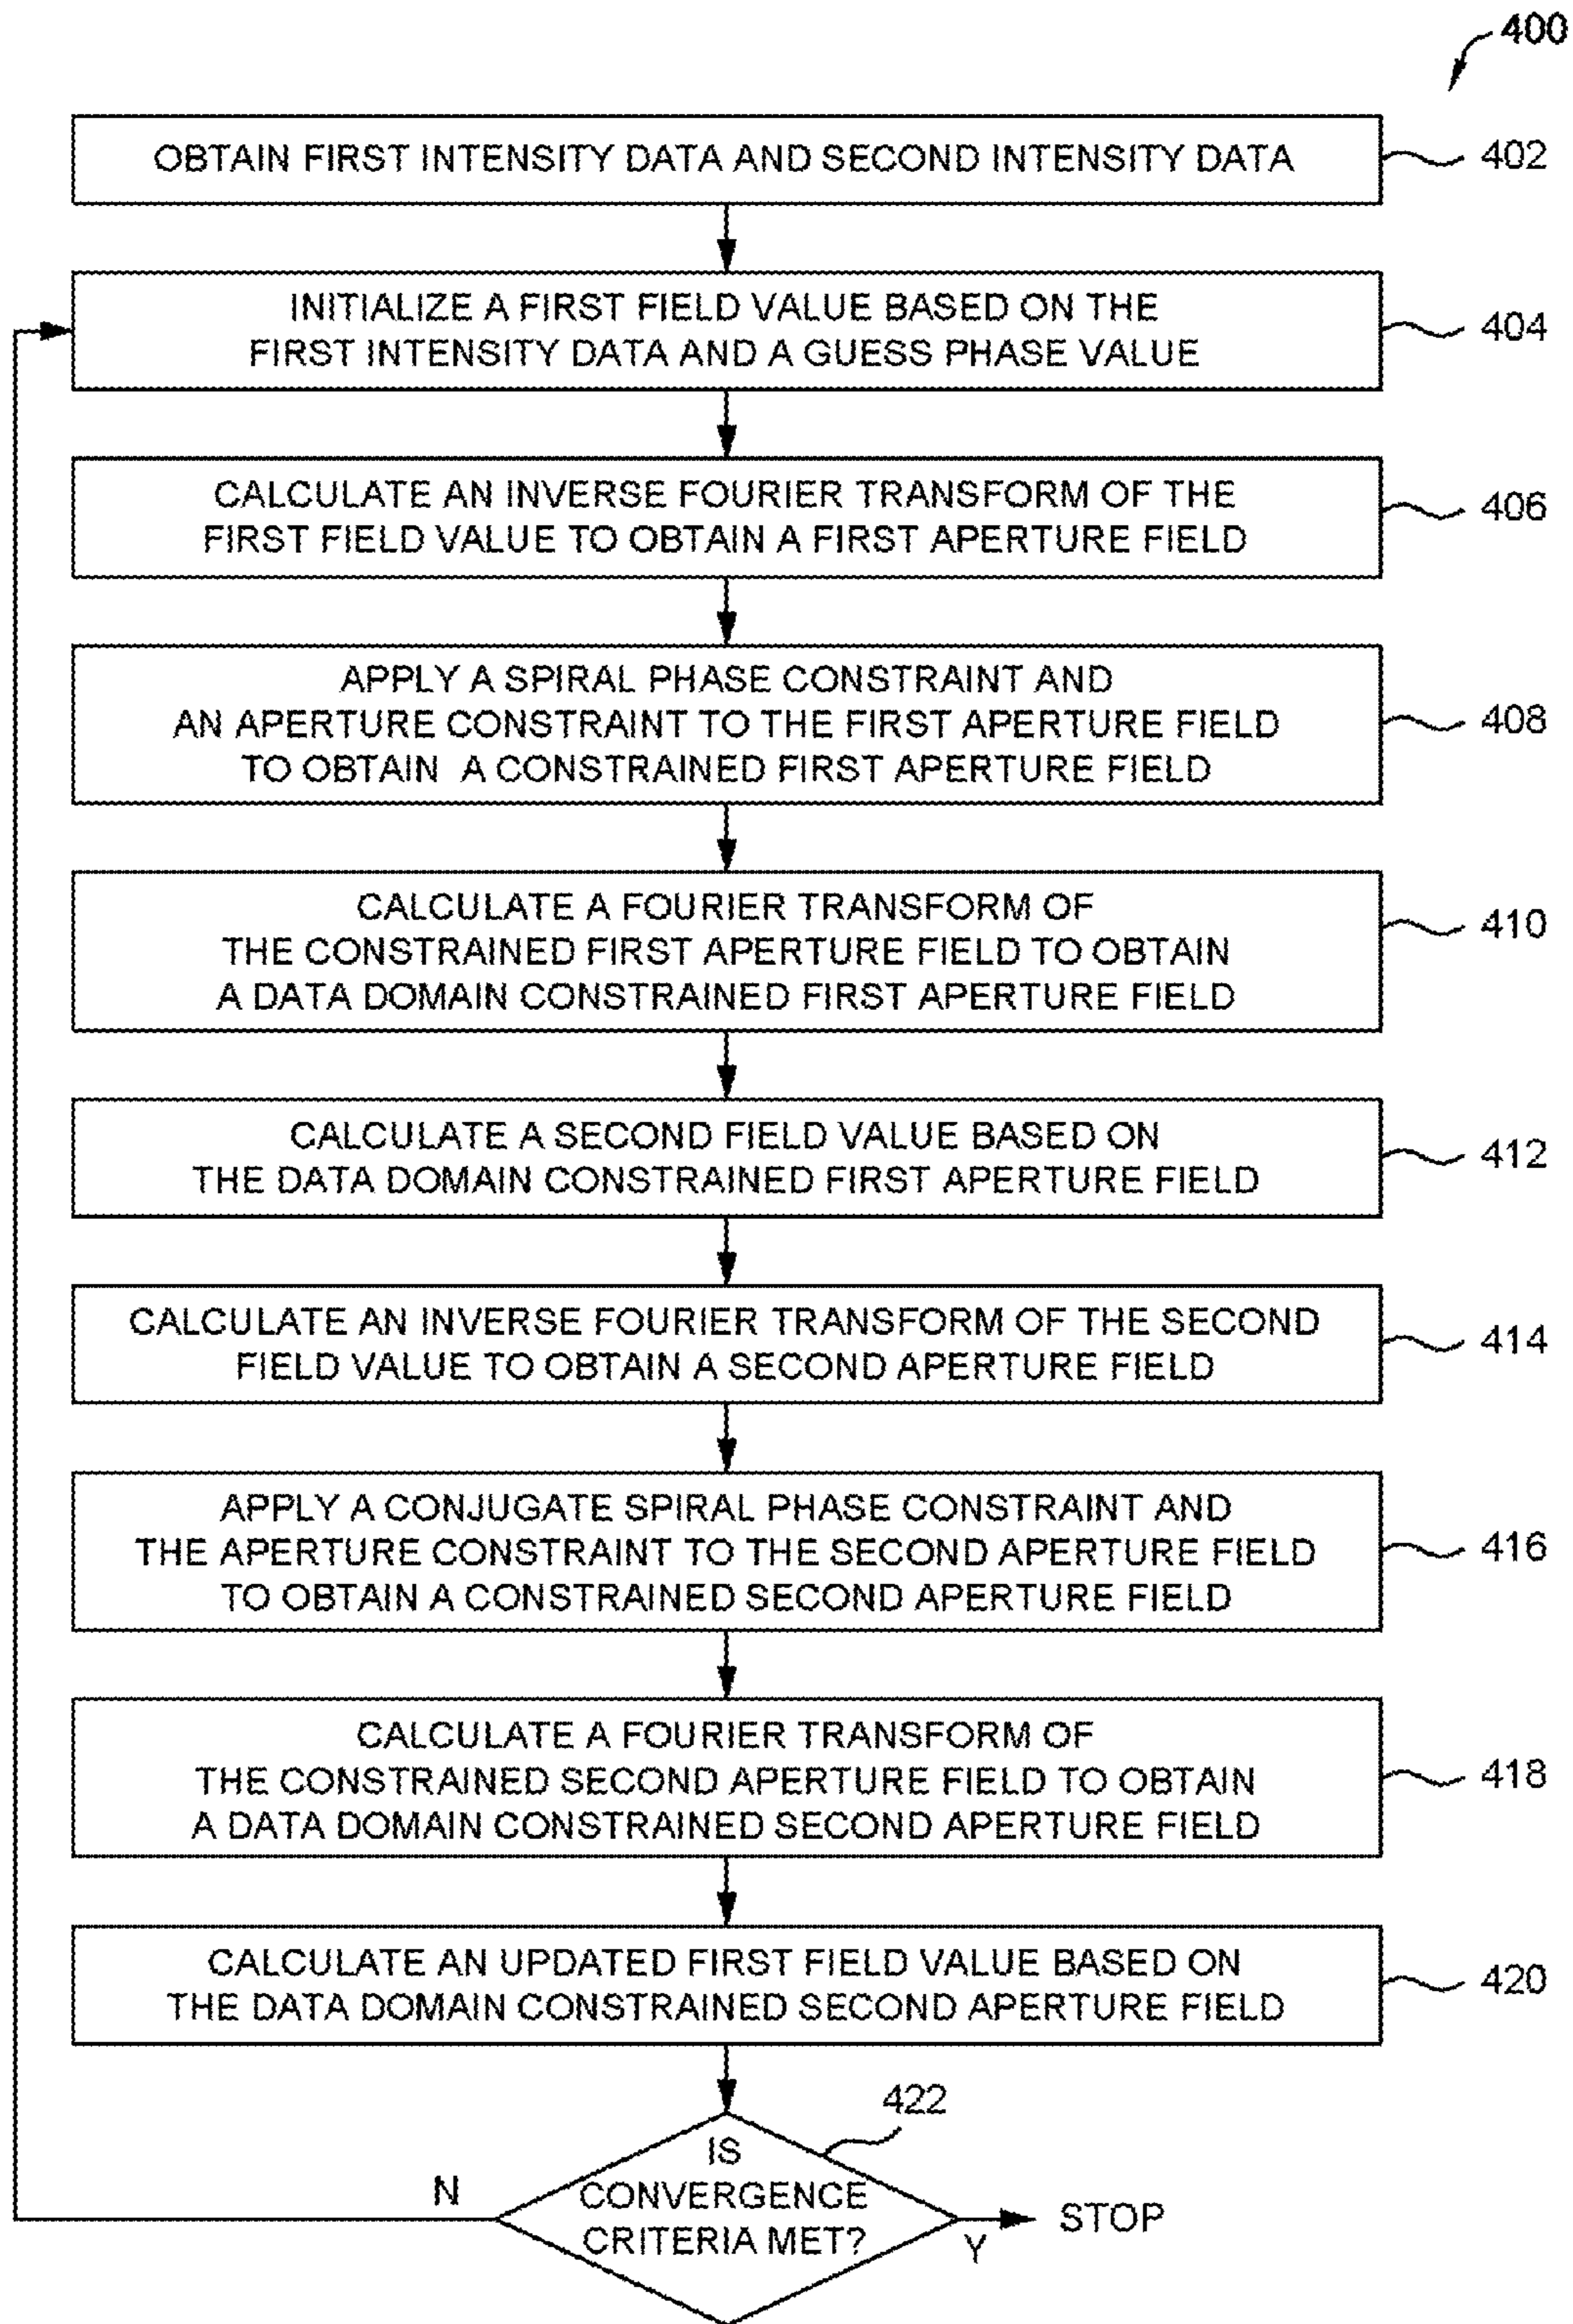 400
OBTAIN FIRST INTENSITY DATA AND SECOND INTENSITY DATA
402
INITIALIZE A FIRST FIELD VALUE BASED ON THE
FIRST INTENSITY DATA AND A GUESS PHASE VALUE
404
CALCULATE AN INVERSE FOURIER TRANSFORM OF THE
FIRST FIELD VALUE TO OBTAIN A FIRST APERTURE FIELD
406
APPLY A SPIRAL PHASE CONSTRAINT AND
AN APERTURE CONSTRAINT TO THE FIRST APERTURE FIELD
TO OBTAIN A CONSTRAINED FIRST APERTURE FIELD
408
CALCULATE A FOURIER TRANSFORM OF
THE CONSTRAINED FIRST APERTURE FIELD TO OBTAIN
A DATA DOMAIN CONSTRAINED FIRST APERTURE FIELD
410
CALCULATE A SECOND FIELD VALUE BASED ON
THE DATA DOMAIN CONSTRAINED FIRST APERTURE FIELD
412
CALCULATE AN INVERSE FOURIER TRANSFORM OF THE SECOND
FIELD VALUE TO OBTAIN A SECOND APERTURE FIELD
414
APPLY A CONJUGATE SPIRAL PHASE CONSTRAINT AND
THE APERTURE CONSTRAINT TO THE SECOND APERTURE FIELD
TO OBTAIN A CONSTRAINED SECOND APERTURE FIELD
416
CALCULATE A FOURIER TRANSFORM OF
THE CONSTRAINED SECOND APERTURE FIELD TO OBTAIN
A DATA DOMAIN CONSTRAINED SECOND APERTURE FIELD
418
CALCULATE AN UPDATED FIRST FIELD VALUE BASED ON
THE DATA DOMAIN CONSTRAINED SECOND APERTURE FIELD
420
422
IS
CONVERGENCE
CRITERIA MET?
N
Y
STOP